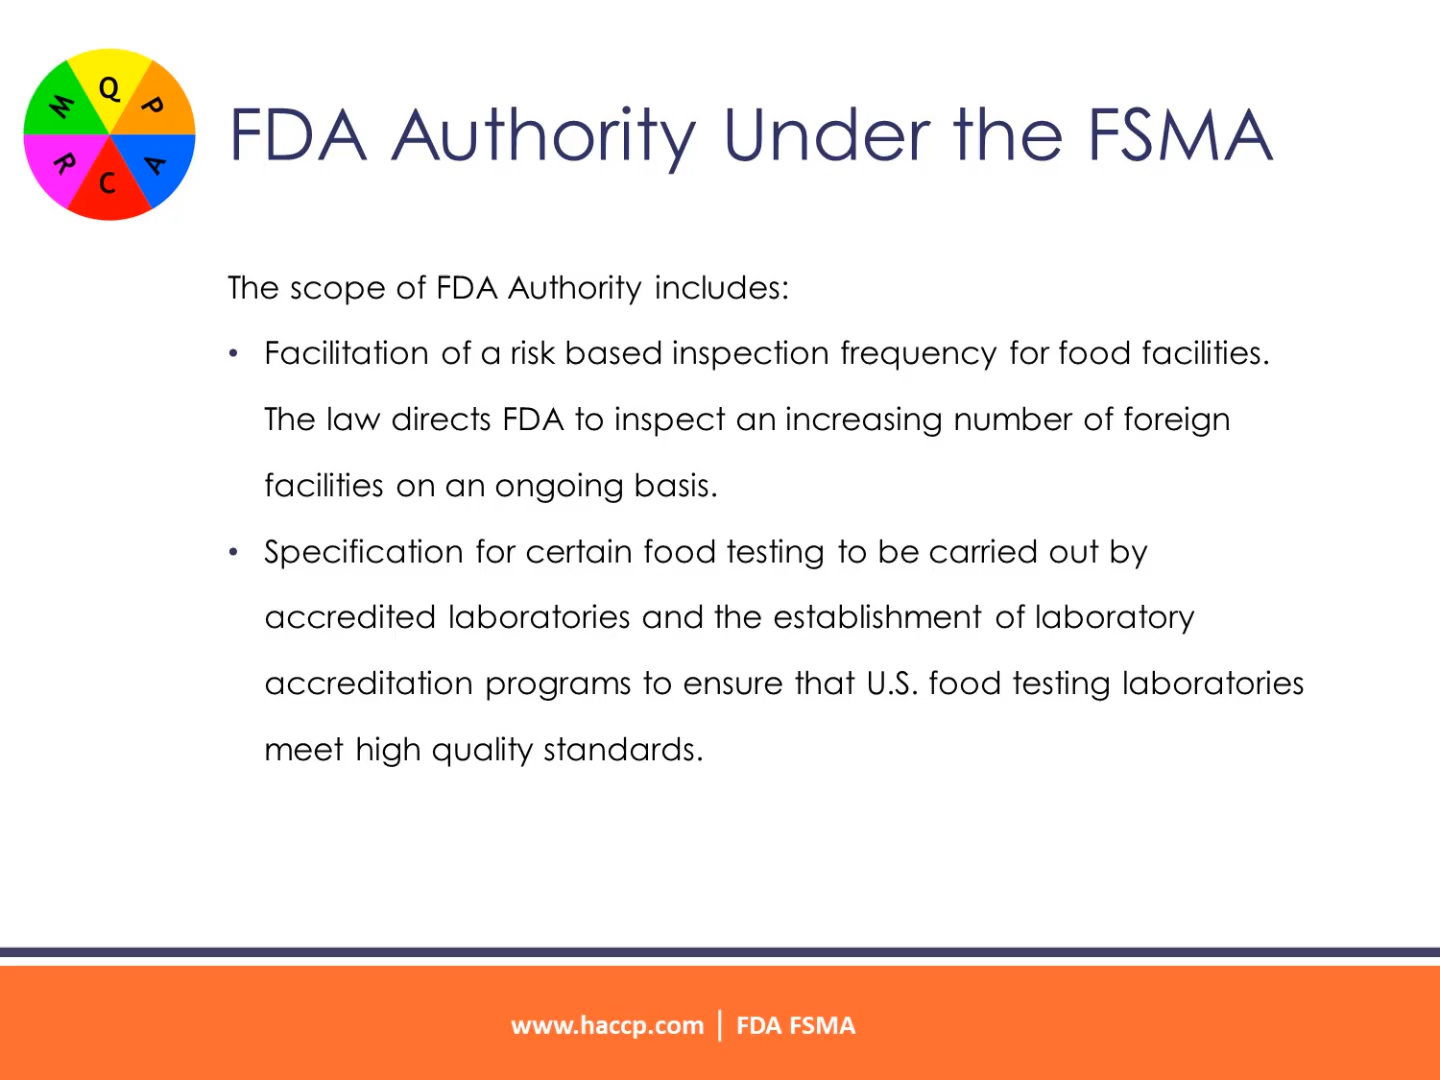 Q
P
A
C
R
M
FDA Authority Under the FSMA
The scope of FDA Authority includes:
• Facilitation of a risk based inspection frequency for food facilities.
The law directs FDA to inspect an increasing number of foreign
facilities on an ongoing basis.
• Specification for certain food testing to be carried out by
accredited laboratories and the establishment of laboratory
accreditation programs to ensure that U.S. food testing laboratories
meet high quality standards.
www.haccp.com | FDA FSMA